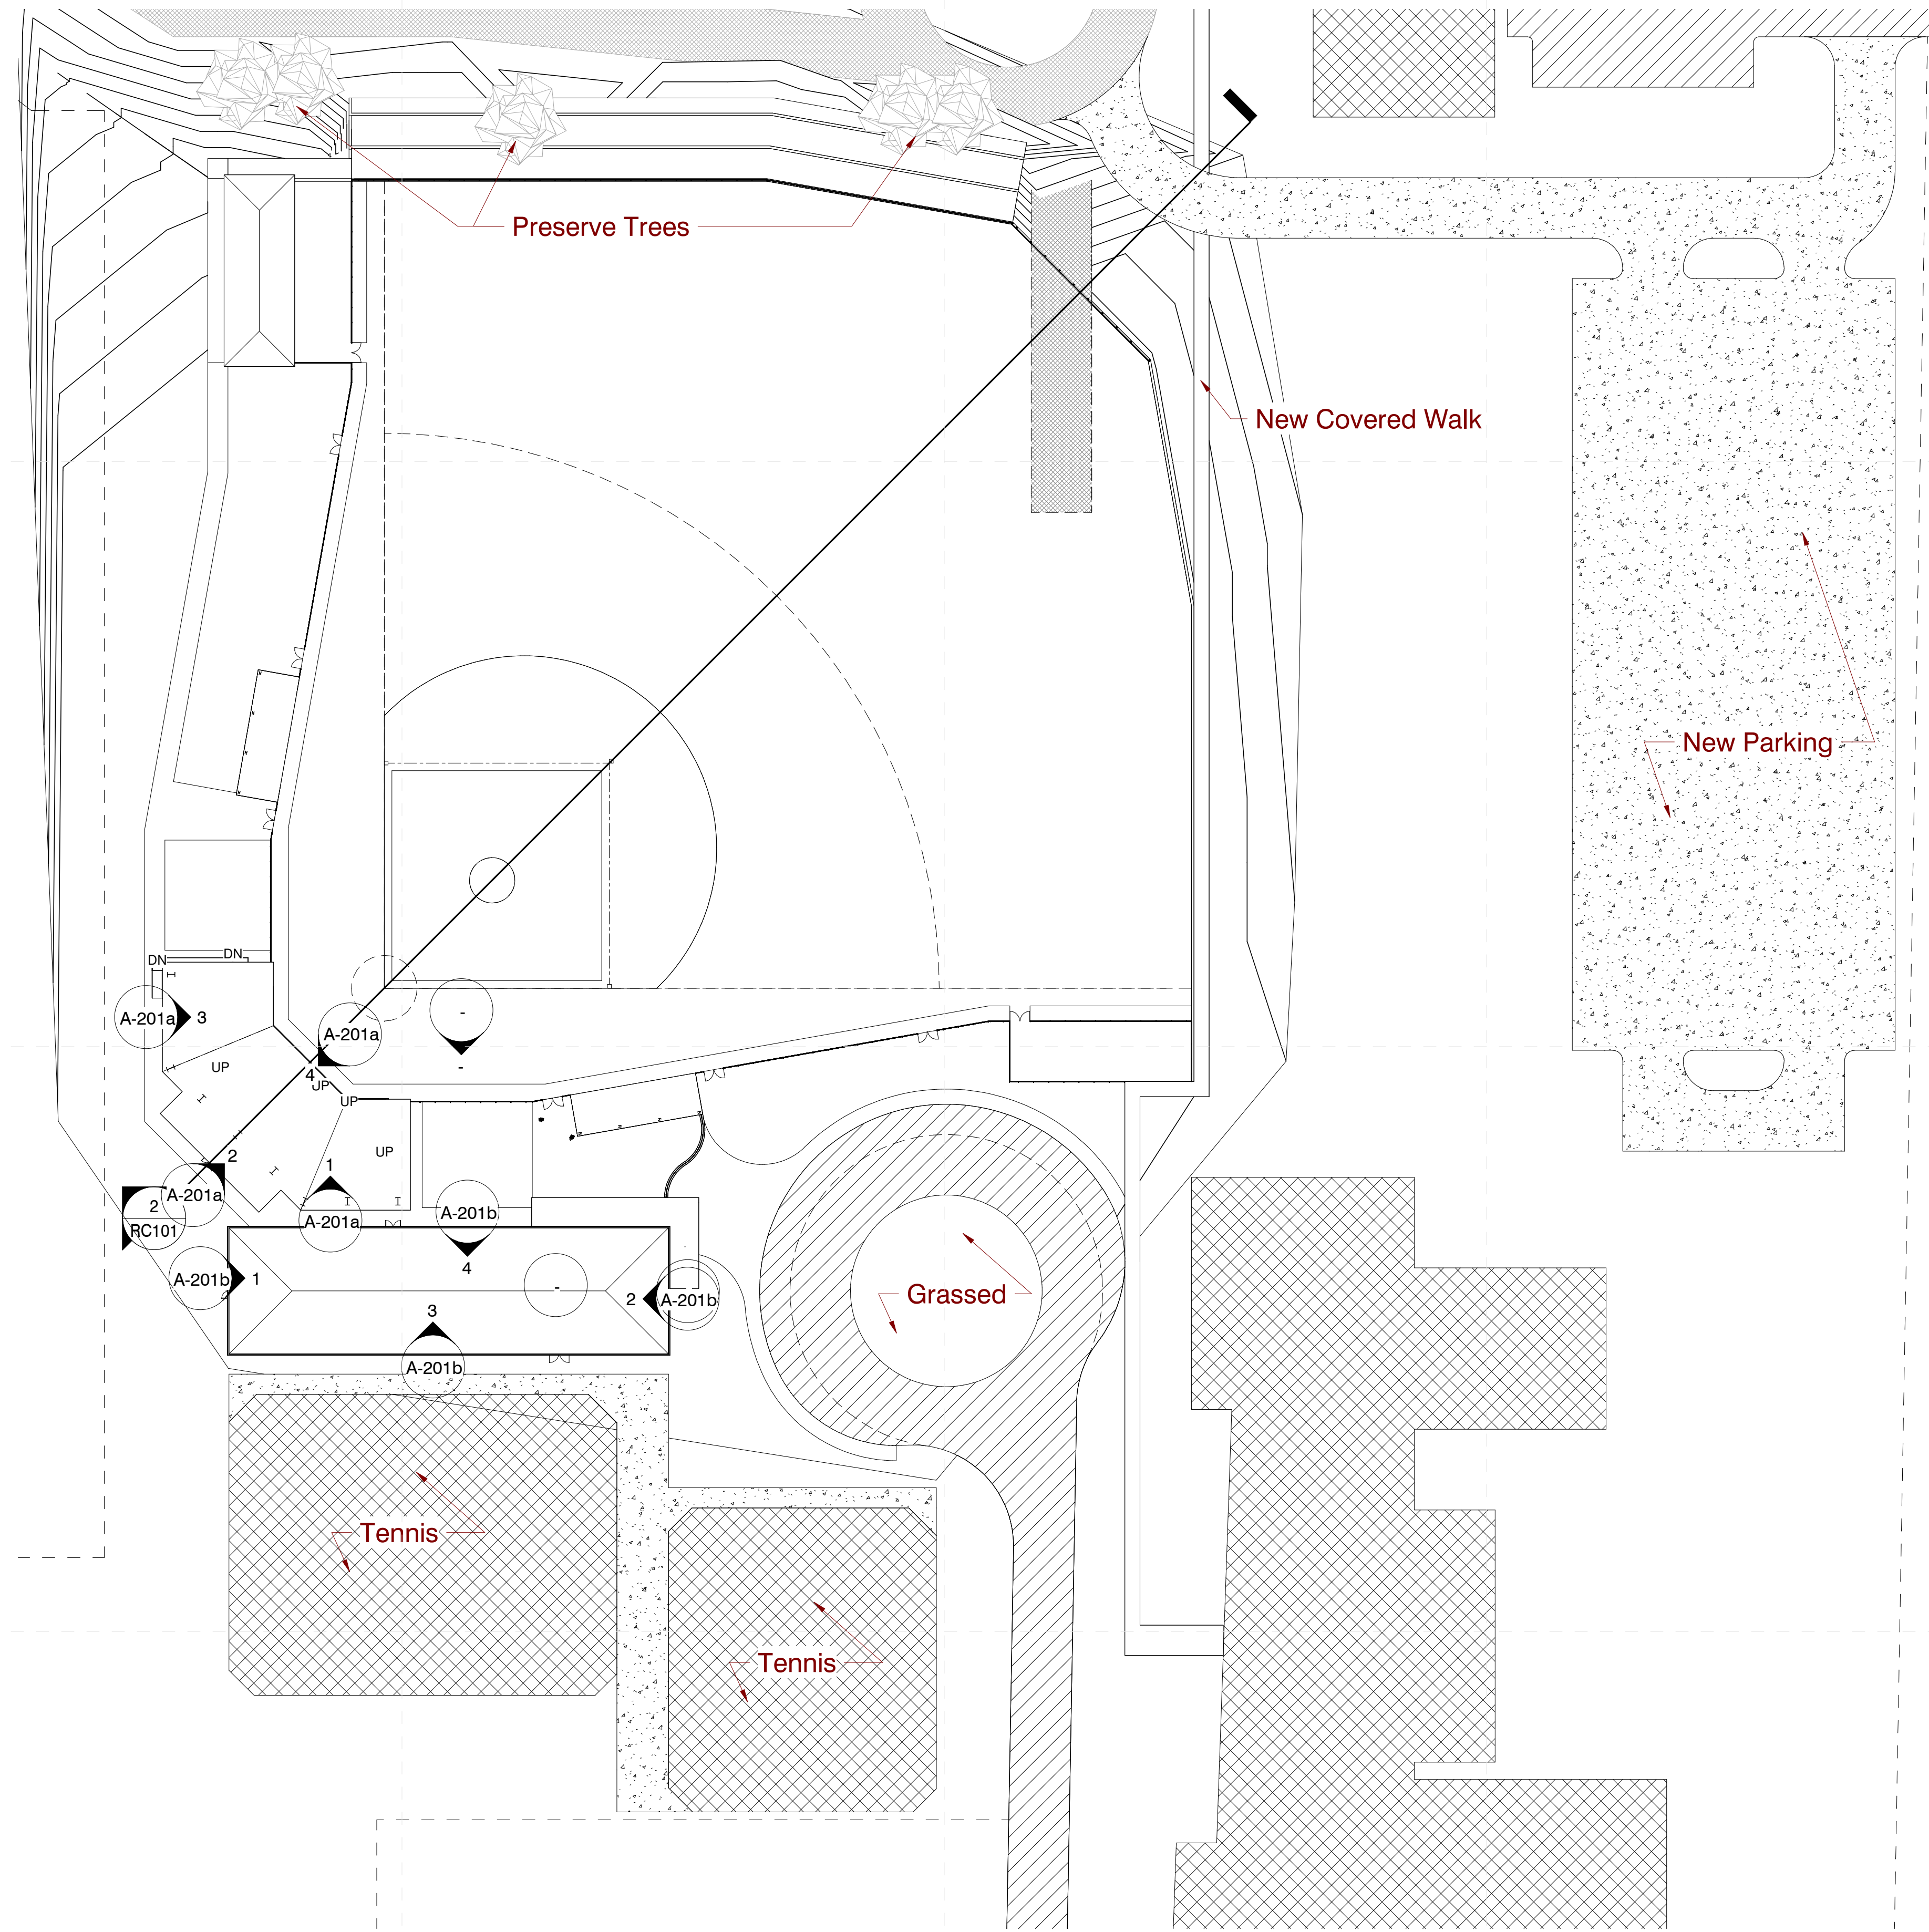 Preserve Trees
New Covered Walk
New Parking
DN
DN
A-201a
3
A-201a
4
-
-
UP
UP
UP
UP
2
A-201a
2
RC101
1
A-201a
A-201b
4
A-201b
1
-
2
A-201b
3
A-201b
Grassed
Tennis
Tennis